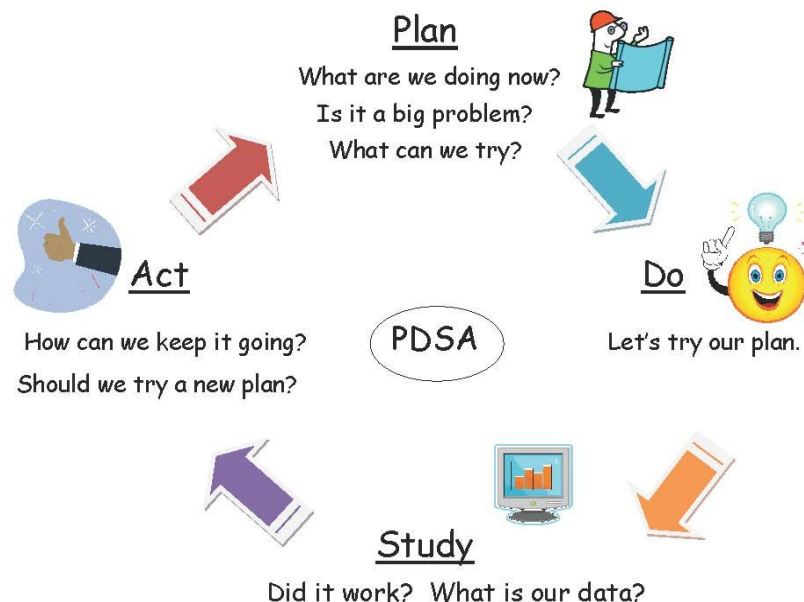 Plan
What are we doing now?
Is it a big problem?
What can we try?
Do
Let's try our plan.
Study
Did it work?  What is our data?
Act
How can we keep it going?
Should we try a new plan?
PDSA